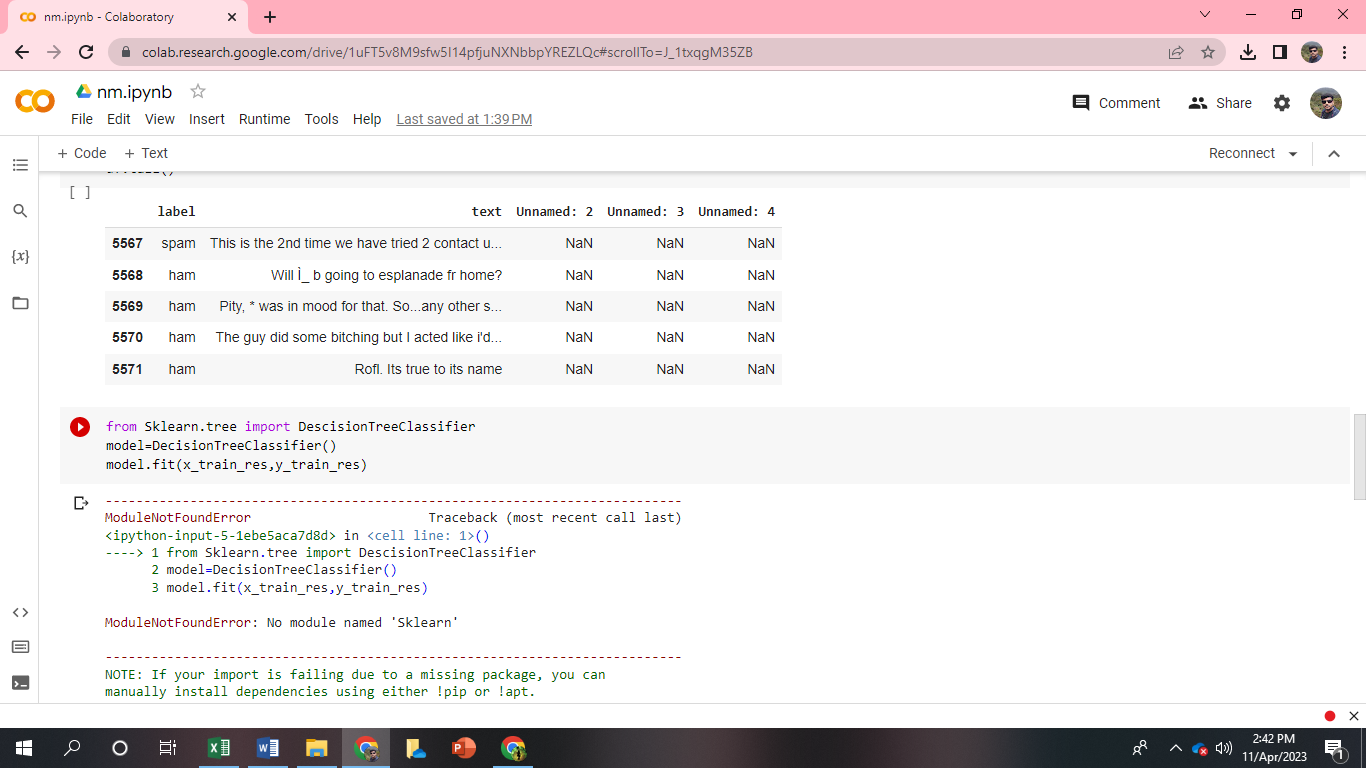 nm.ipynb - Colaboratory
colab.research.google.com/drive/1uFT5v8M9sfw5I14pfjuNXNbbpYREZLQc#scrollTo=J_1txqgM35ZB
nm.ipynb
File Edit View Insert Runtime Tools Help Last saved at 1:39 PM
Comment Share
+ Code + Text
Reconnect
[ ]
label text Unnamed: 2 Unnamed: 3 Unnamed: 4
5567 spam This is the 2nd time we have tried 2 contact u... NaN NaN NaN
5568 ham Will Ì_ b going to esplanade fr home? NaN NaN NaN
5569 ham Pity, * was in mood for that. So...any other s... NaN NaN NaN
5570 ham The guy did some bitching but I acted like i'd... NaN NaN NaN
5571 ham Rofl. Its true to its name NaN NaN NaN
from Sklearn.tree import DescisionTreeClassifier
model=DecisionTreeClassifier()
model.fit(x_train_res,y_train_res)
---------------------------------------------------------------------------
ModuleNotFoundError Traceback (most recent call last)
<ipython-input-5-1ebe5aca7d8d> in <cell line: 1>()
----> 1 from Sklearn.tree import DescisionTreeClassifier
2 model=DecisionTreeClassifier()
3 model.fit(x_train_res,y_train_res)
ModuleNotFoundError: No module named 'Sklearn'
---------------------------------------------------------------------------
NOTE: If your import is failing due to a missing package, you can
manually install dependencies using either !pip or !apt.
{x}
2:42 PM
11/Apr/2023
1